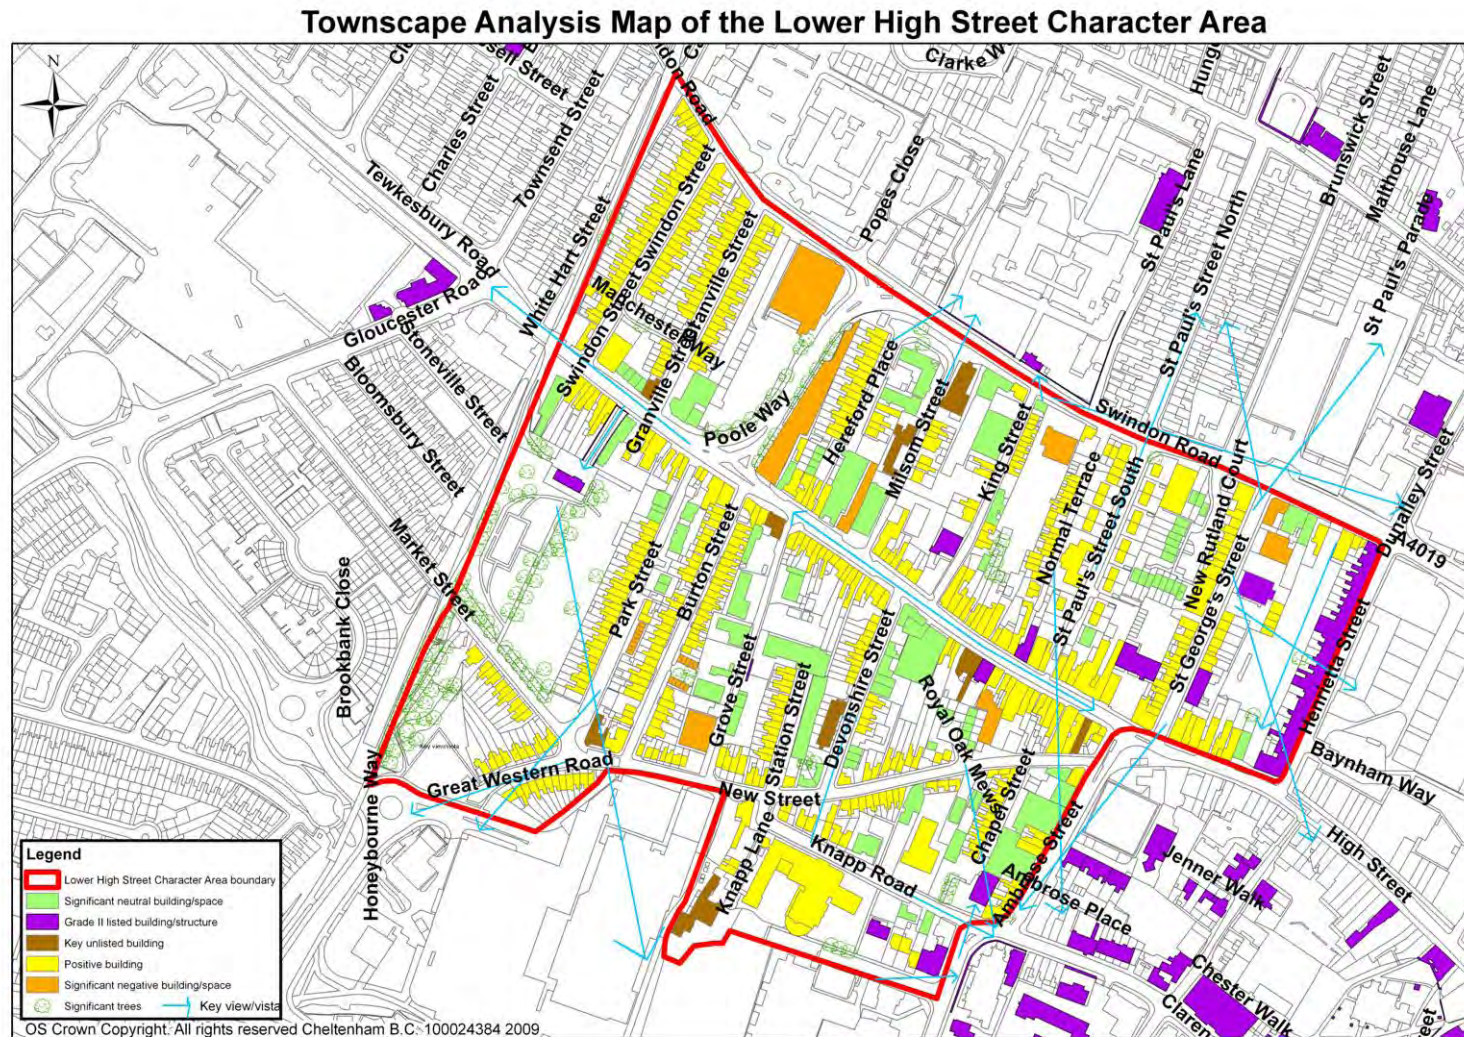 Townscape Analysis Map of the Lower High Street Character Area
N
Clarke W
Charles Street
Townsend Street
Tewkesbury Road
White Hart Street
Gloucester Road
Stoneville Street
Bloomsbury Street
Market Street
Brookbank Close
Honeybourne Way
Great Western Road
Swindon Street
Swindon Street
Manchester Way
Granville Street
Granville Street
Poole Way
Popes Close
Hereford Place
Milsom Street
King Street
Swindon Road
St Paul's Lane
St Paul's Street North
Brunswick Street
Malthouse Lane
St Paul's Parade
Dunalley Street
A4019
Normal Terrace
St Paul's Street South
New Rutland Court
St George's Street
Henrietta Street
Baynham Way
High Street
Park Street
Burton Street
Grove Street
Station Street
Devonshire Street
Royal Oak Mews
Chapel Street
New Street
Knapp Lane
Knapp Road
Ambrose Street
Ambrose Place
Jenner Walk
Chester Walk
Claren
Key view/vista
Legend
Lower High Street Character Area boundary
Significant neutral building/space
Grade II listed building/structure
Key unlisted building
Positive building
Significant negative building/space
Significant trees
Key view/vista
OS Crown Copyright. All rights reserved Cheltenham B.C. 100024384 2009